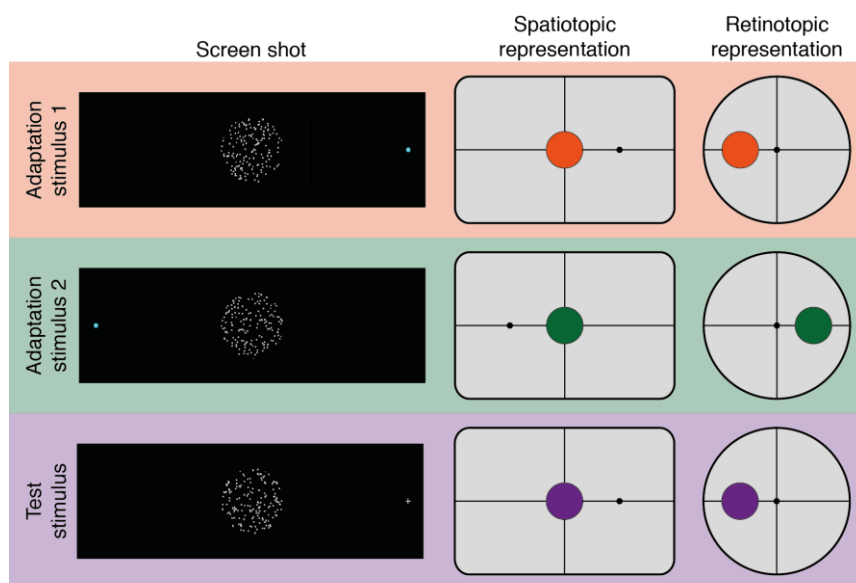 Screen shot
Spatiotopic
representation
Retinotopic
representation
Adaptation
stimulus 1
Adaptation
stimulus 2
Test
stimulus